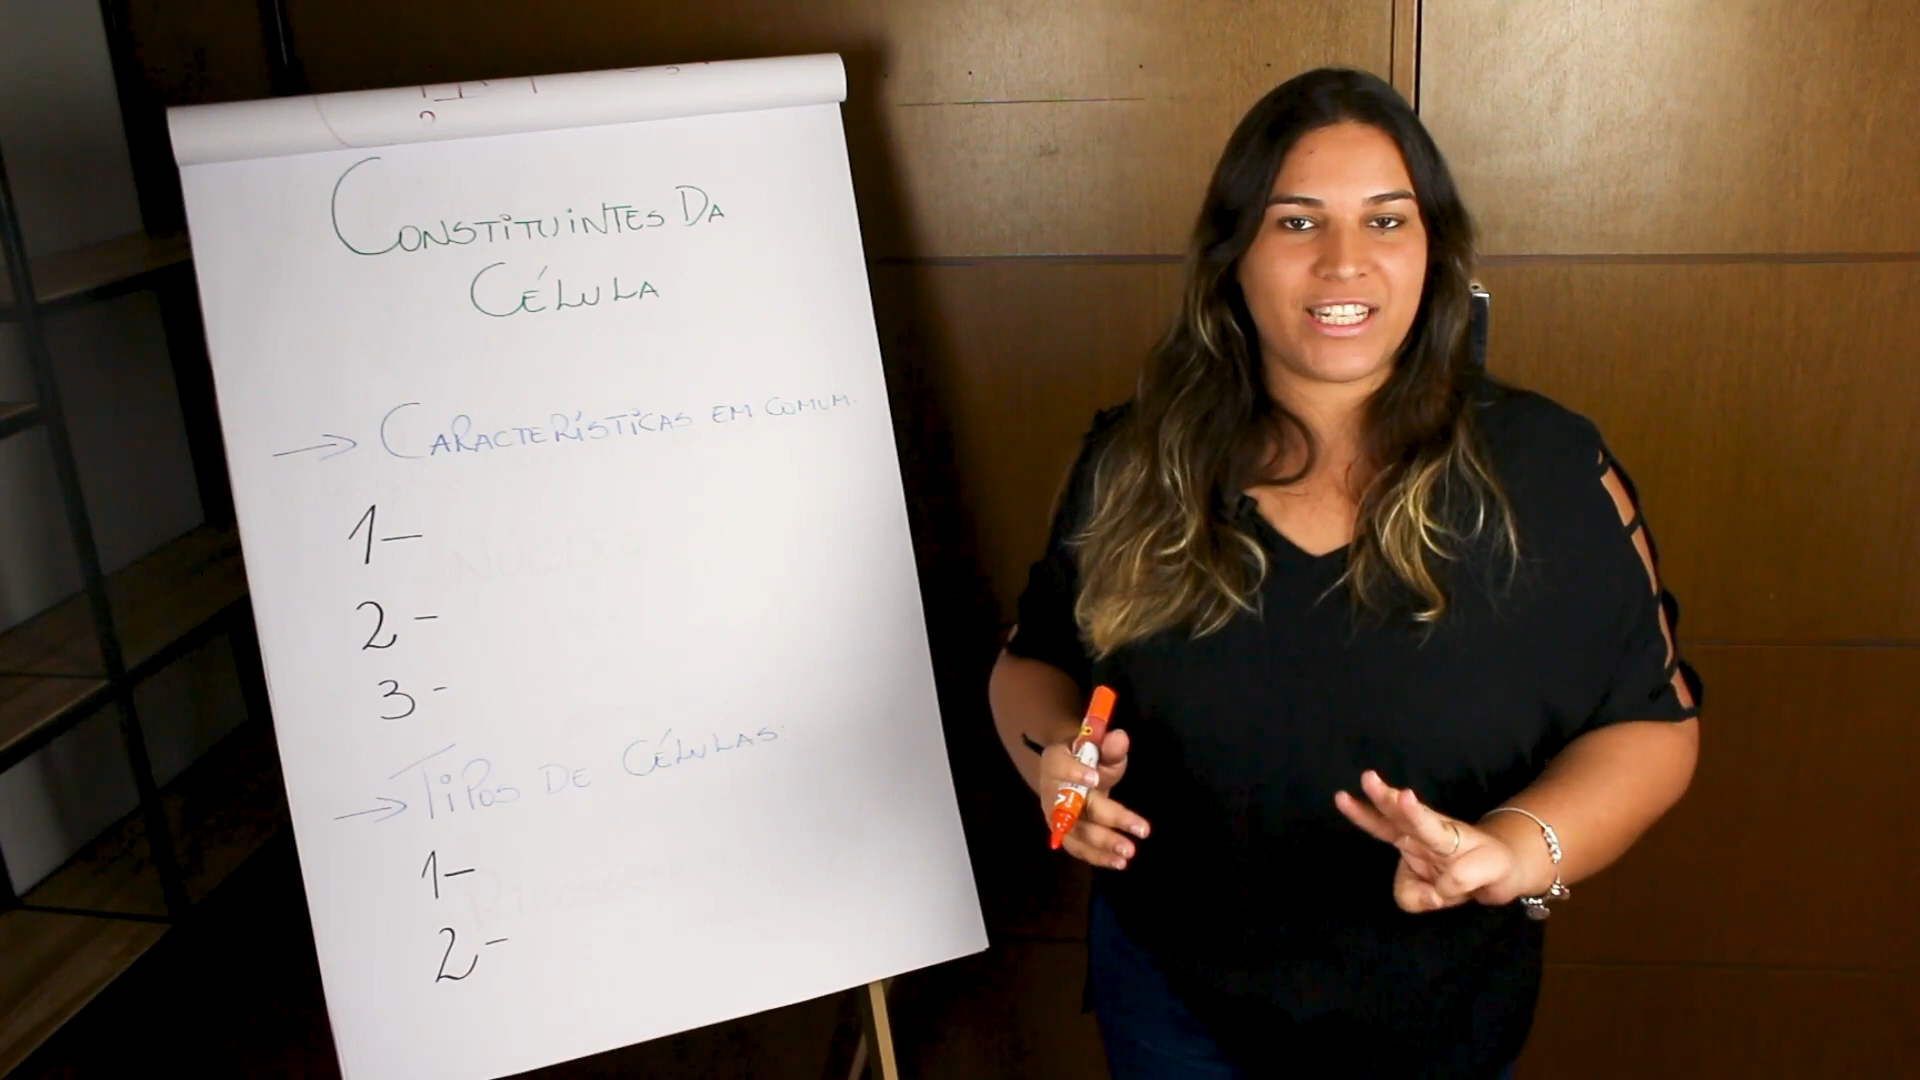 Constituintes Da
Célula
→ Características em comum.
1-
2-
3-
→ Tipos de Células:
1-
2-